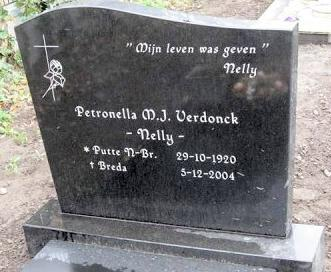 "Mijn leven was geven"
Nelly
Petronella M.J. Verdonck
- Nelly -
* Putte N-Br. 29-10-1920
† Breda 5-12-2004